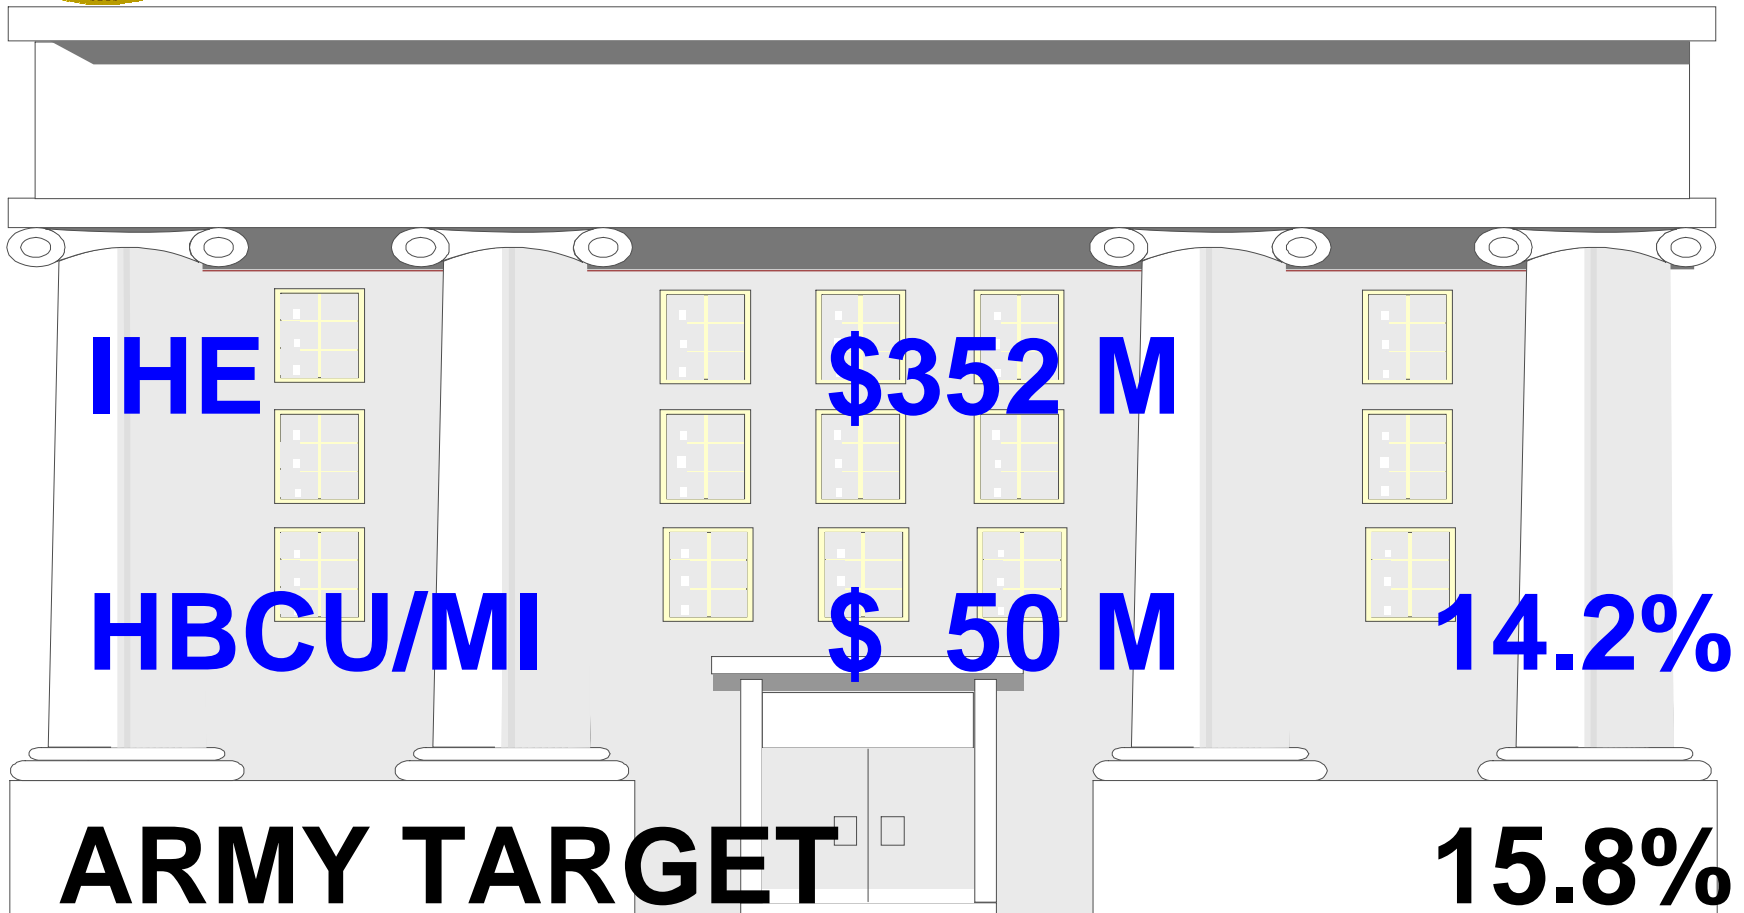 IHE $352 M
HBCU/MI $ 50 M 14.2%
ARMY TARGET 15.8%